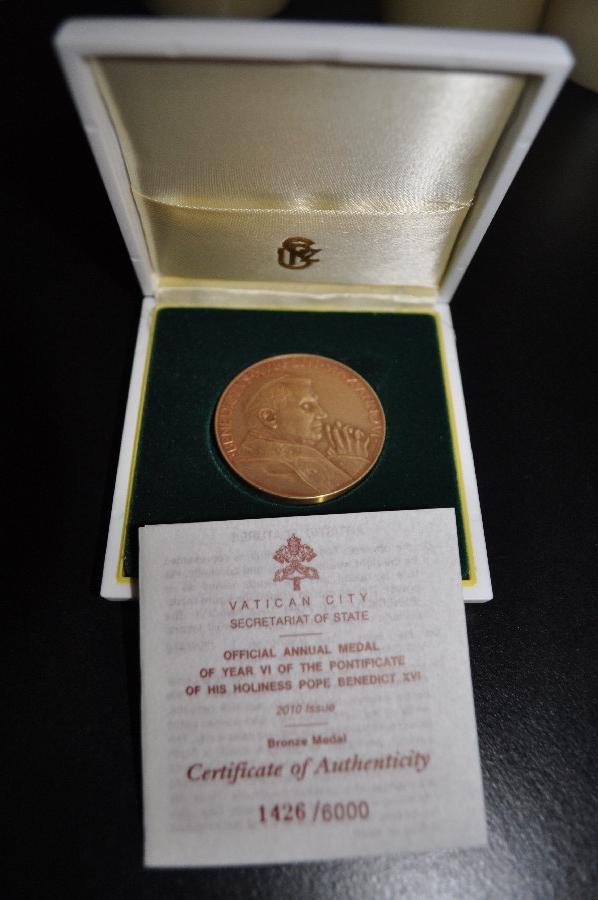 VATICAN CITY
SECRETARIAT OF STATE
OFFICIAL ANNUAL MEDAL
OF YEAR VI OF THE PONTIFICATE
OF HIS HOLINESS POPE BENEDICT XVI
2010 Issue
Bronze Medal
Certificate of Authenticity
1426 /6000